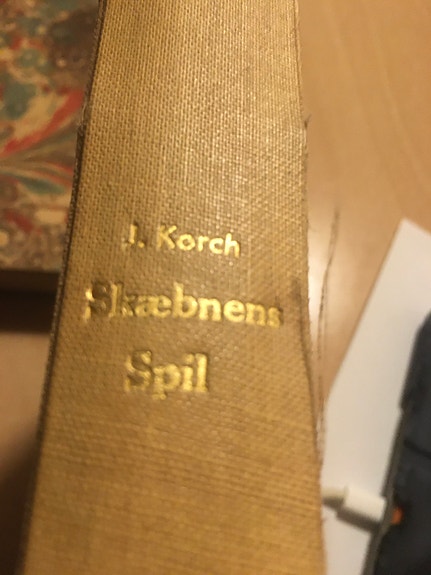 J. Korch
Skæbnens
Spil